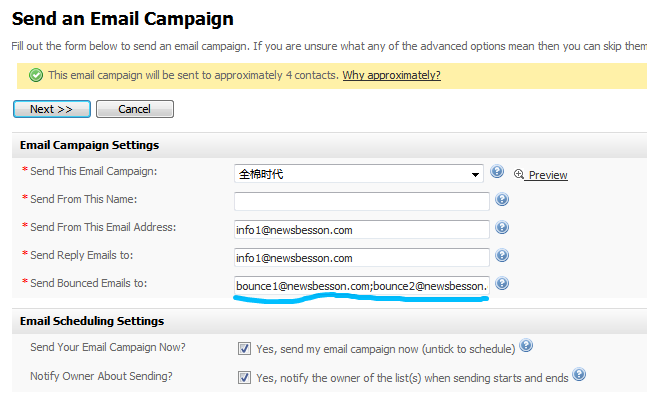 Send an Email Campaign
Fill out the form below to send an email campaign. If you are unsure what any of the advanced options mean then you can skip them
This email campaign will be sent to approximately 4 contacts. Why approximately?
Next >> Cancel
Email Campaign Settings
* Send This Email Campaign: 全棉时代 Preview
* Send From This Name:
* Send From This Email Address: info1@newsbesson.com
* Send Reply Emails to: info1@newsbesson.com
* Send Bounced Emails to: bounce1@newsbesson.com;bounce2@newsbesson.
Email Scheduling Settings
Send Your Email Campaign Now? Yes, send my email campaign now (untick to schedule)
Notify Owner About Sending? Yes, notify the owner of the list(s) when sending starts and ends